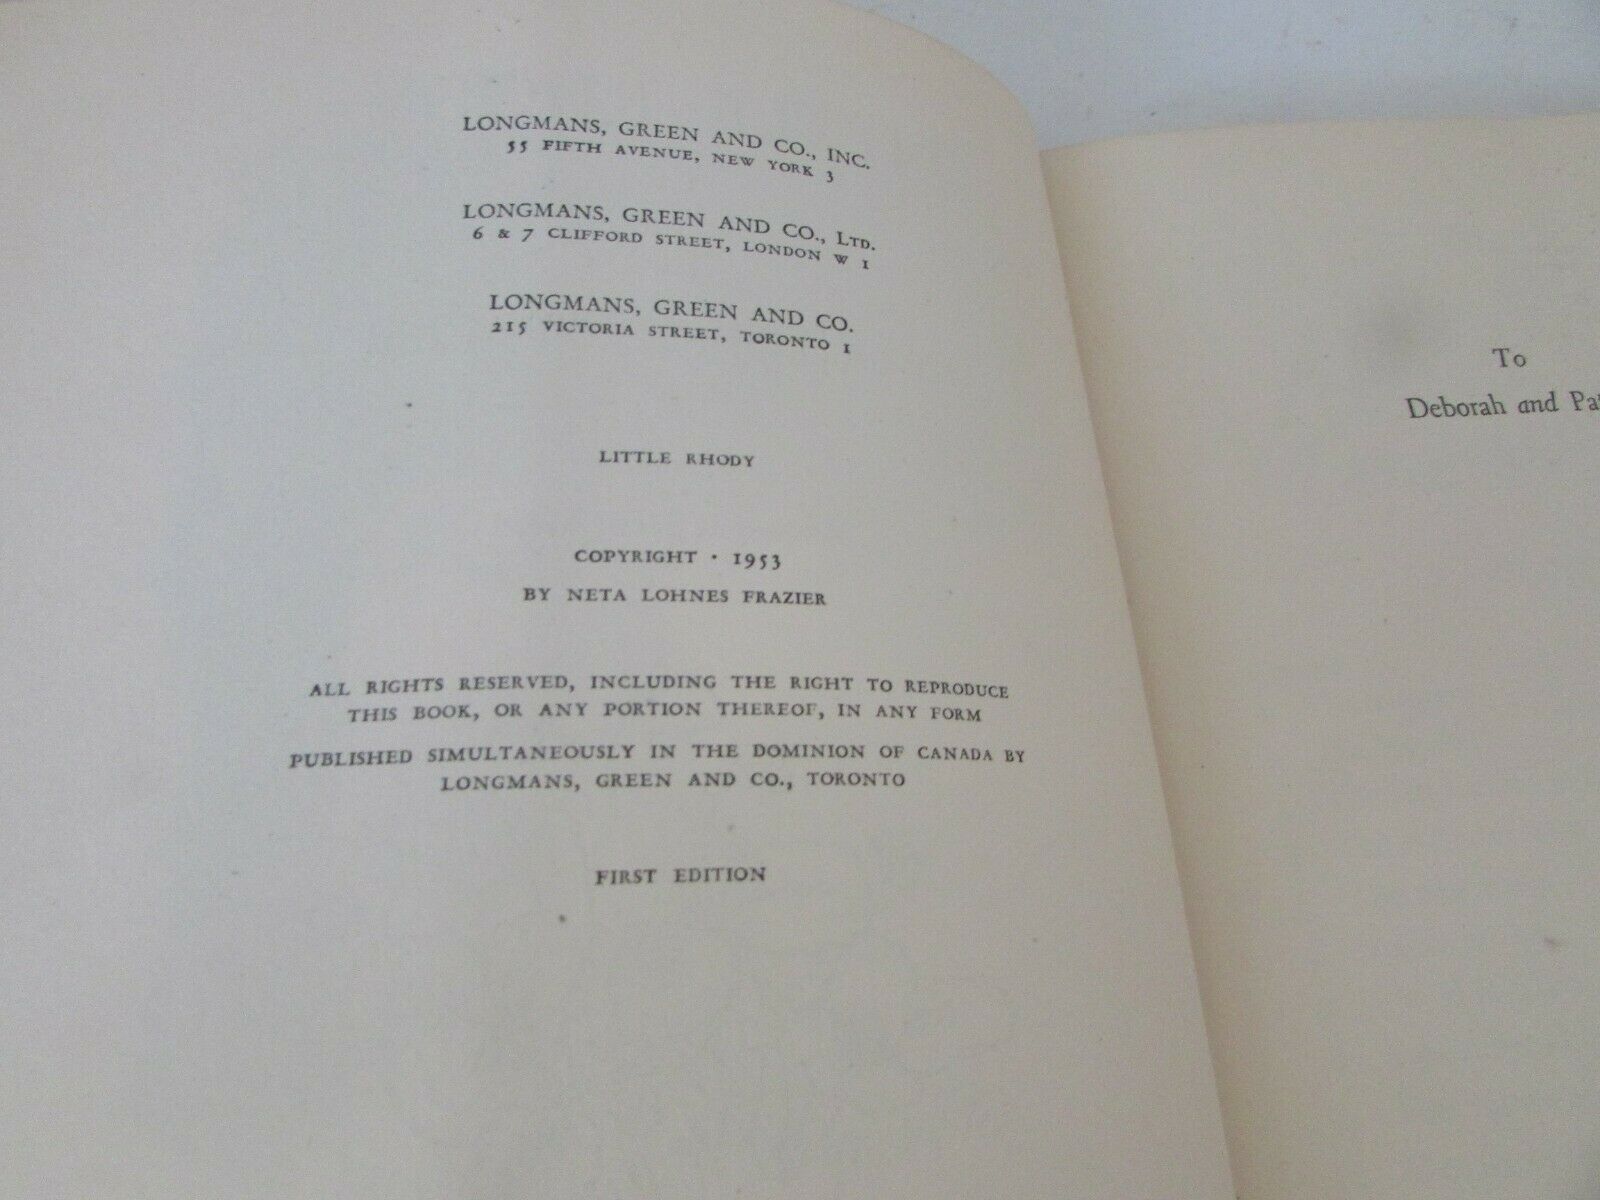 LONGMANS, GREEN AND CO., INC.
55 FIFTH AVENUE, NEW YORK 3
LONGMANS, GREEN AND CO., LTD.
6 & 7 CLIFFORD STREET, LONDON W 1
LONGMANS, GREEN AND CO.
215 VICTORIA STREET, TORONTO 1
LITTLE RHODY
COPYRIGHT · 1953
BY NETA LOHNES FRAZIER
ALL RIGHTS RESERVED, INCLUDING THE RIGHT TO REPRODUCE
THIS BOOK, OR ANY PORTION THEREOF, IN ANY FORM
PUBLISHED SIMULTANEOUSLY IN THE DOMINION OF CANADA BY
LONGMANS, GREEN AND CO., TORONTO
FIRST EDITION
To
Deborah and